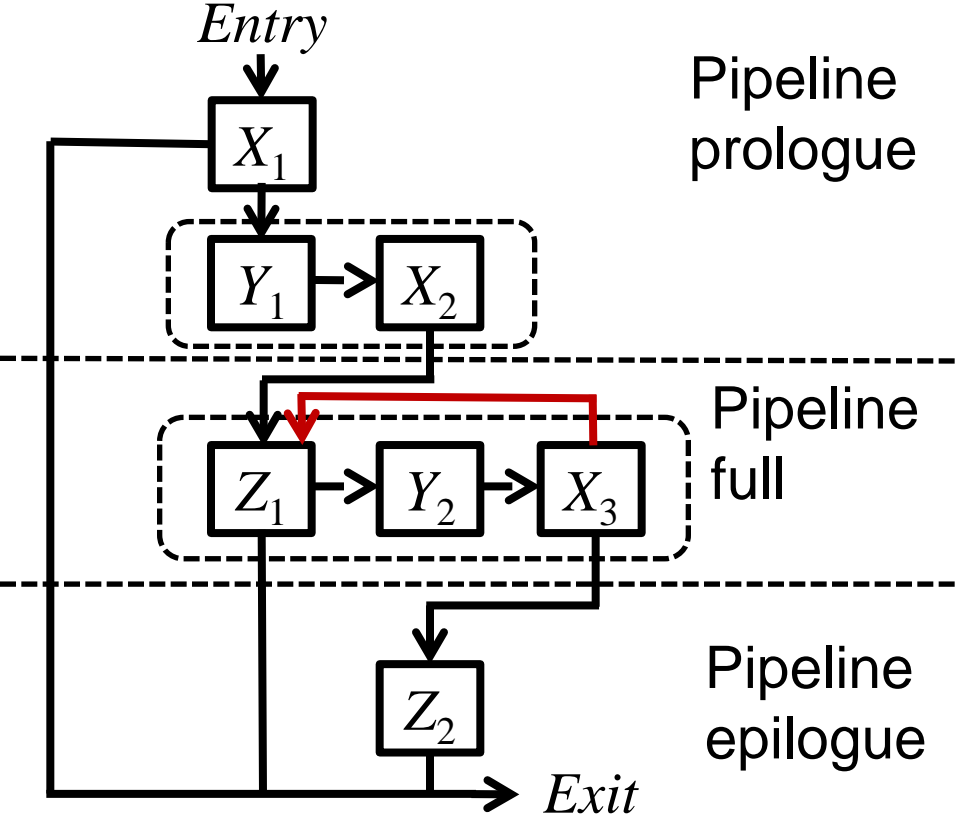 Entry
Pipeline
prologue
X₁
Y₁ X₂
Pipeline
full
Z₁ Y₂ X₃
Pipeline
epilogue
Z₂
Exit